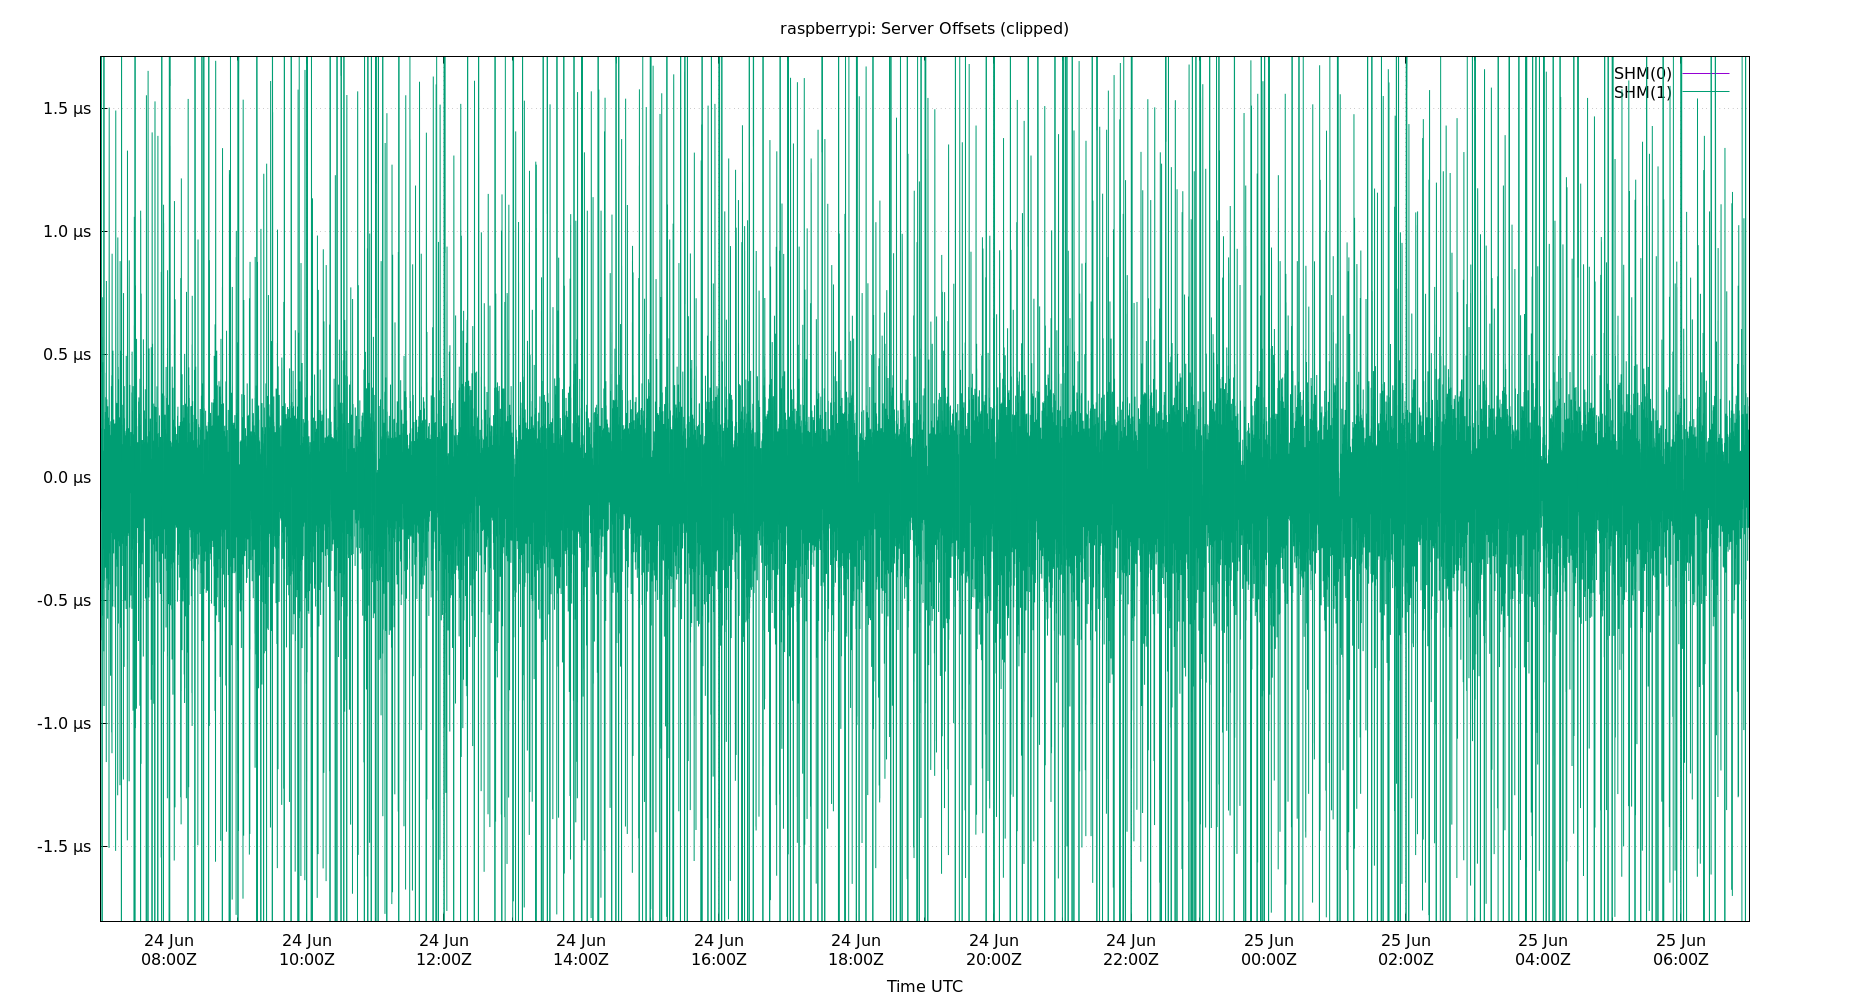 raspberrypi: Server Offsets (clipped)
SHM(0)
SHM(1)
1.5 µs
1.0 µs
0.5 µs
0.0 µs
-0.5 µs
-1.0 µs
-1.5 µs
24 Jun 24 Jun 24 Jun 24 Jun 24 Jun 24 Jun 24 Jun 24 Jun 25 Jun 25 Jun 25 Jun 25 Jun
08:00Z 10:00Z 12:00Z 14:00Z 16:00Z 18:00Z 20:00Z 22:00Z 00:00Z 02:00Z 04:00Z 06:00Z
Time UTC